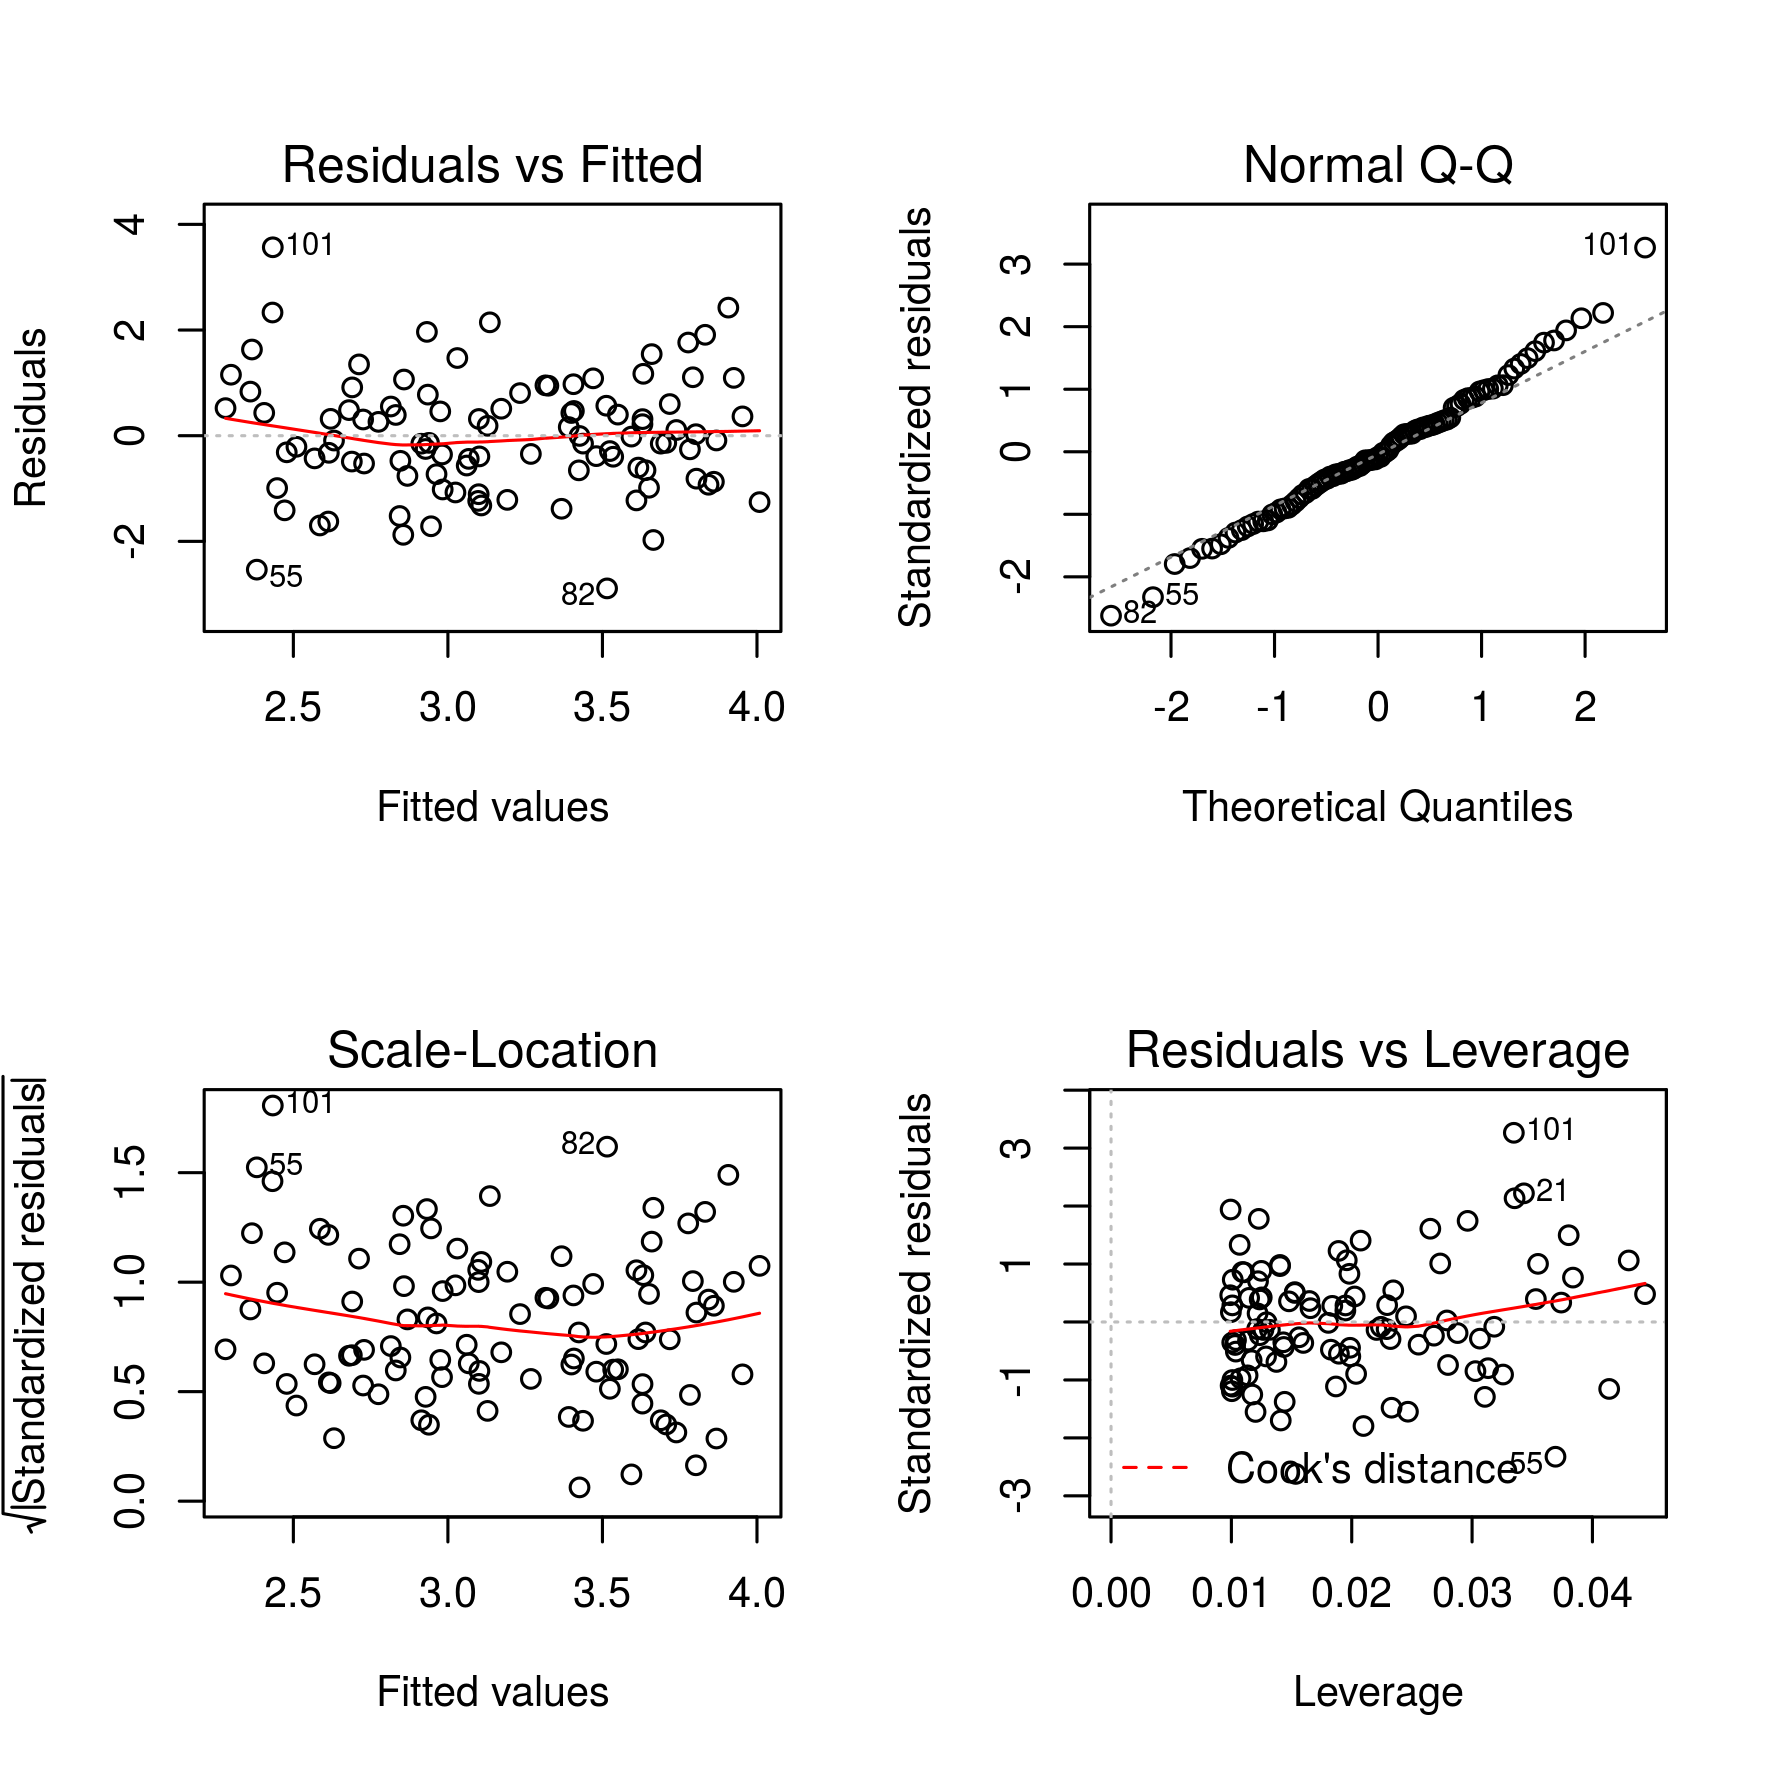 Residuals vs Fitted
Residuals
4
2
0
-2
101
55
82
2.5 3.0 3.5 4.0
Fitted values
Normal Q-Q
Standardized residuals
3
2
1
0
-2
101
82
55
-2 -1 0 1 2
Theoretical Quantiles
Scale-Location
√|Standardized residuals|
1.5
1.0
0.5
0.0
101
55
82
2.5 3.0 3.5 4.0
Fitted values
Residuals vs Leverage
Standardized residuals
3
1
-1
-3
101
21
Cook's distance
55
0.00 0.01 0.02 0.03 0.04
Leverage